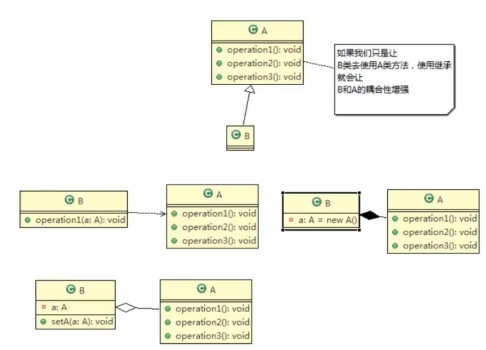 C A
operation1(): void
operation2(): void
operation3(): void
如果我们只是让
B类去使用A类方法，使用继承
就会让
B和A的耦合性增强
C B
C B
operation1(a: A): void
C A
operation1(): void
operation2(): void
operation3(): void
C B
a: A = new A()
C A
operation1(): void
operation2(): void
operation3(): void
C B
a: A
setA(a: A): void
C A
operation1(): void
operation2(): void
operation3(): void